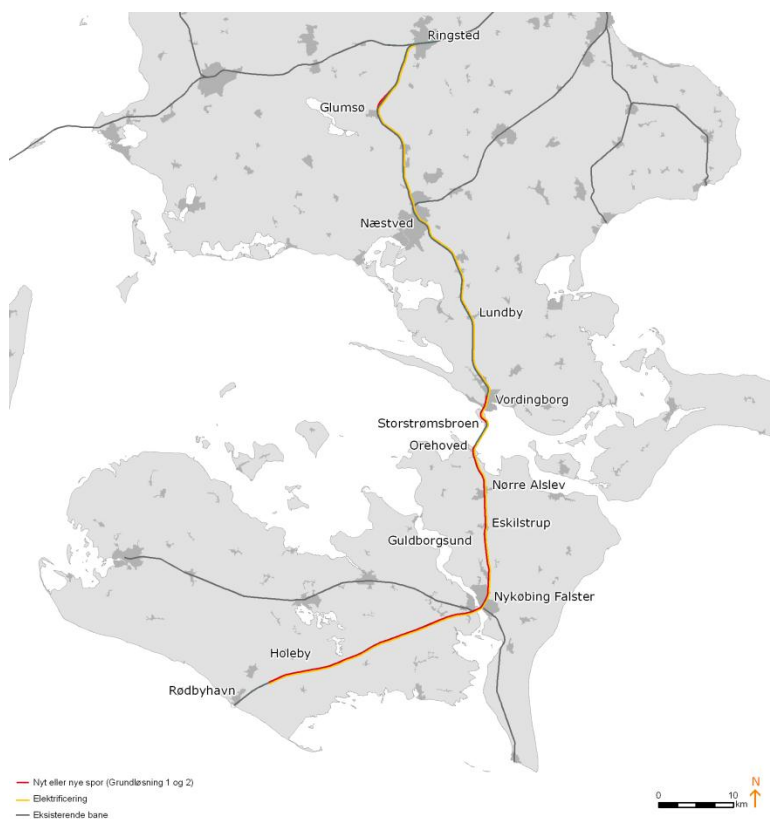 Ringsted
Glumsø
Næstved
Lundby
Vordingborg
Storstrømsbroen
Orehoved
Nørre Alslev
Eskilstrup
Guldborgsund
Nykøbing Falster
Holeby
Rødbyhavn
Nyt eller nye spor (Grundløsning 1 og 2)
Elektrificering
Eksisterende bane
0 10
km
N